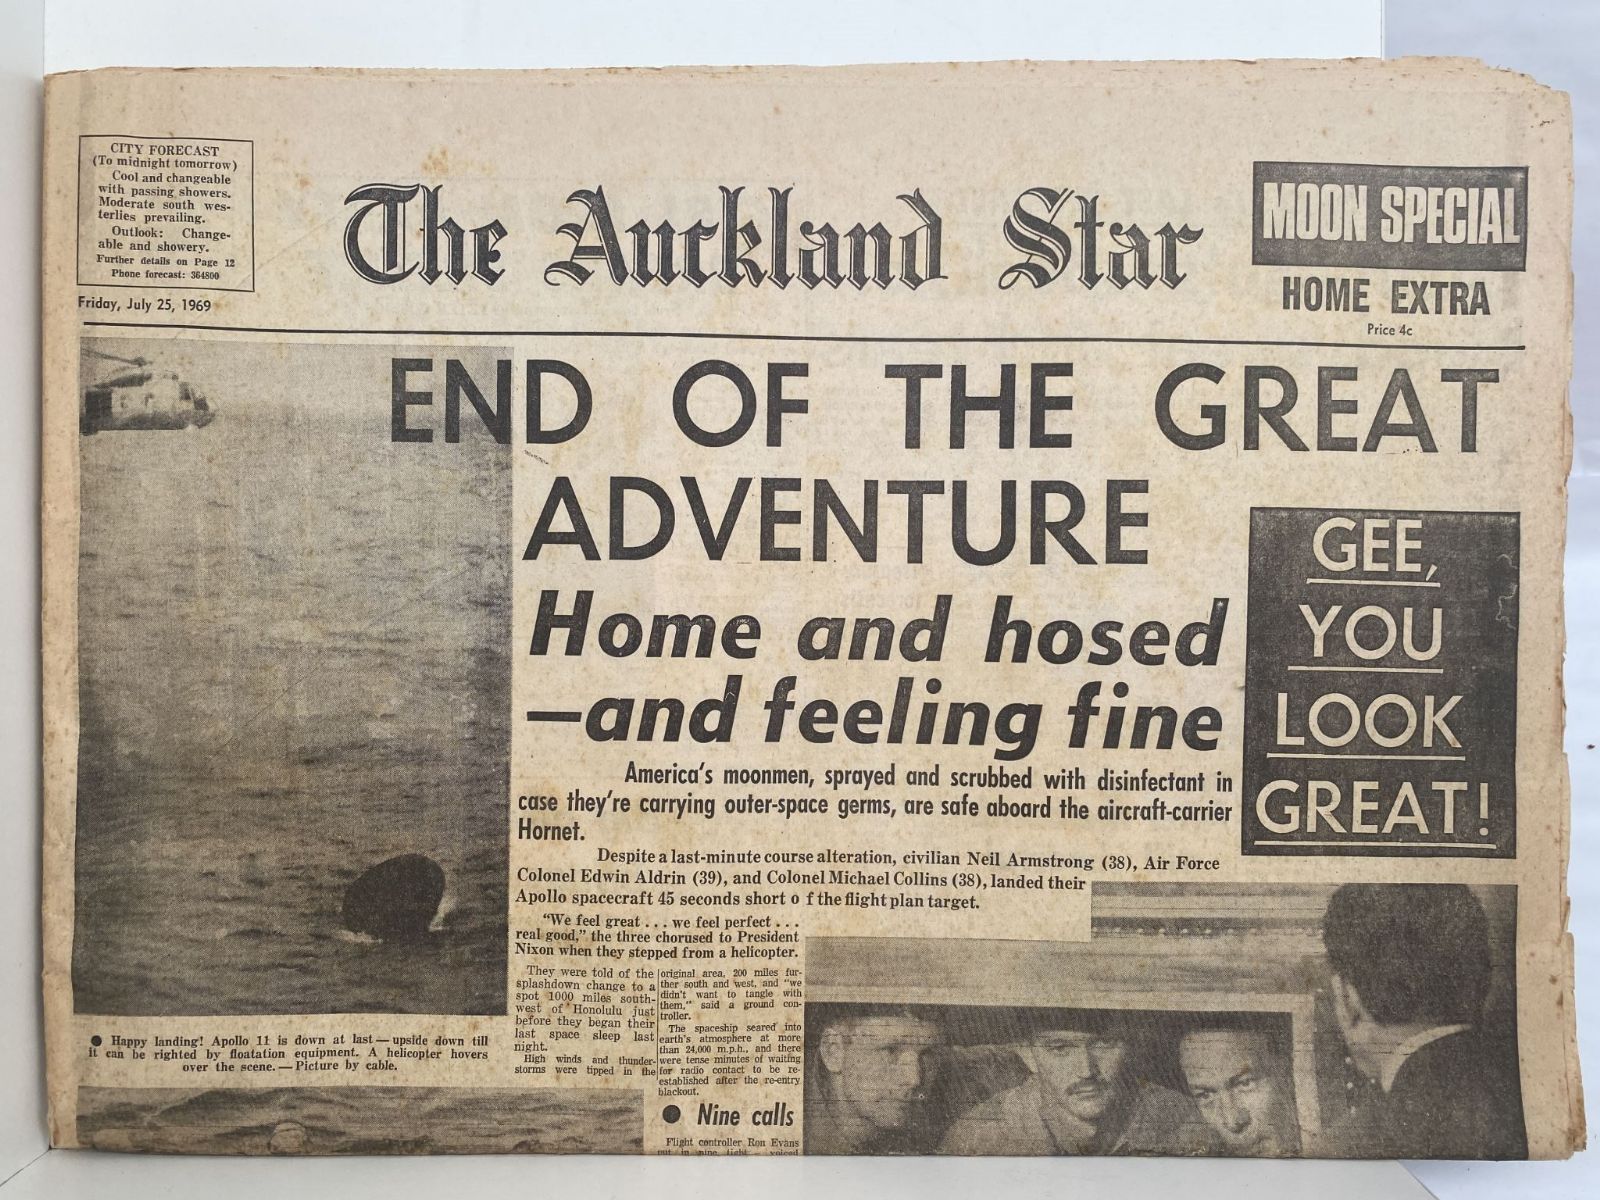 CITY FORECAST
(To midnight tomorrow)
Cool and changeable
with passing showers.
Moderate south wes-
terlies prevailing.
Outlook: Change-
able and showery.
Further details on Page 12
Phone forecast: 364800
Friday, July 25, 1969
The Auckland Star
MOON SPECIAL
HOME EXTRA
Price 4c
END OF THE GREAT
ADVENTURE
Home and hosed
—and feeling fine
GEE,
YOU
LOOK
GREAT!
America's moonmen, sprayed and scrubbed with disinfectant in
case they're carrying outer-space germs, are safe aboard the aircraft-carrier
Hornet.
Despite a last-minute course alteration, civilian Neil Armstrong (38), Air Force
Colonel Edwin Aldrin (39), and Colonel Michael Collins (38), landed their
Apollo spacecraft 45 seconds short o f the flight plan target.
"We feel great . . . we feel perfect . . .
real good," the three chorused to President
Nixon when they stepped from a helicopter.
They were told of the
splashdown change to a
spot 1000 miles south-
west of Honolulu just
before they began their
last space sleep last
night.
High winds and thunder-
storms were tipped in the
original area, 200 miles fur-
ther south and west, and "we
didn't want to tangle with
them," said a ground con-
troller.
The spaceship seared into
earth's atmosphere at more
than 24,000 m.p.h., and there
were tense minutes of waiting
for radio contact to be re-
established after the re-entry
blackout.
● Nine calls
Flight controller Ron Evans
● Happy landing! Apollo 11 is down at last — upside down till
it can be righted by floatation equipment. A helicopter hovers
over the scene. — Picture by cable.